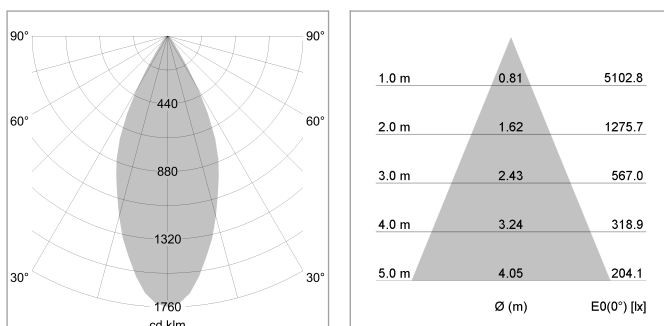 90° 90°
440
60° 60°
880
1320
30° 30°
1760
cd klm
1.0 m 0.81 5102.8
2.0 m 1.62 1275.7
3.0 m 2.43 567.0
4.0 m 3.24 318.9
5.0 m 4.05 204.1
Ø (m) E0(0°) [lx]